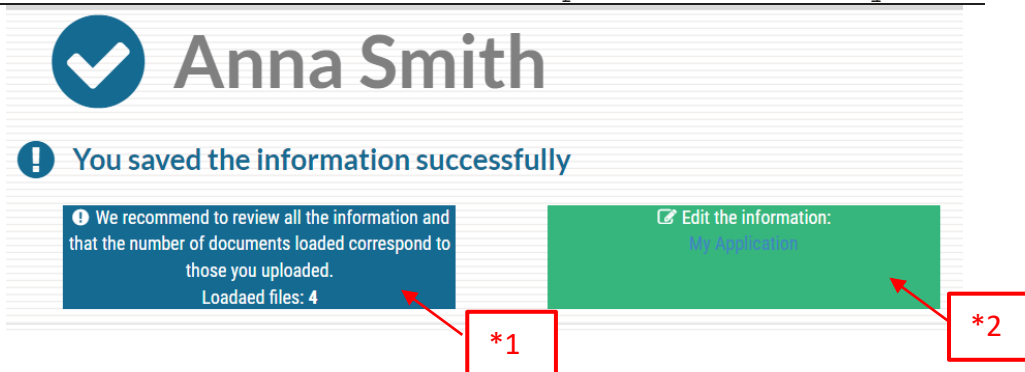 Anna Smith
You saved the information successfully
We recommend to review all the information and
that the number of documents loaded correspond to
those you uploaded.
Loadaed files: 4
Edit the information:
My Application
*1
*2